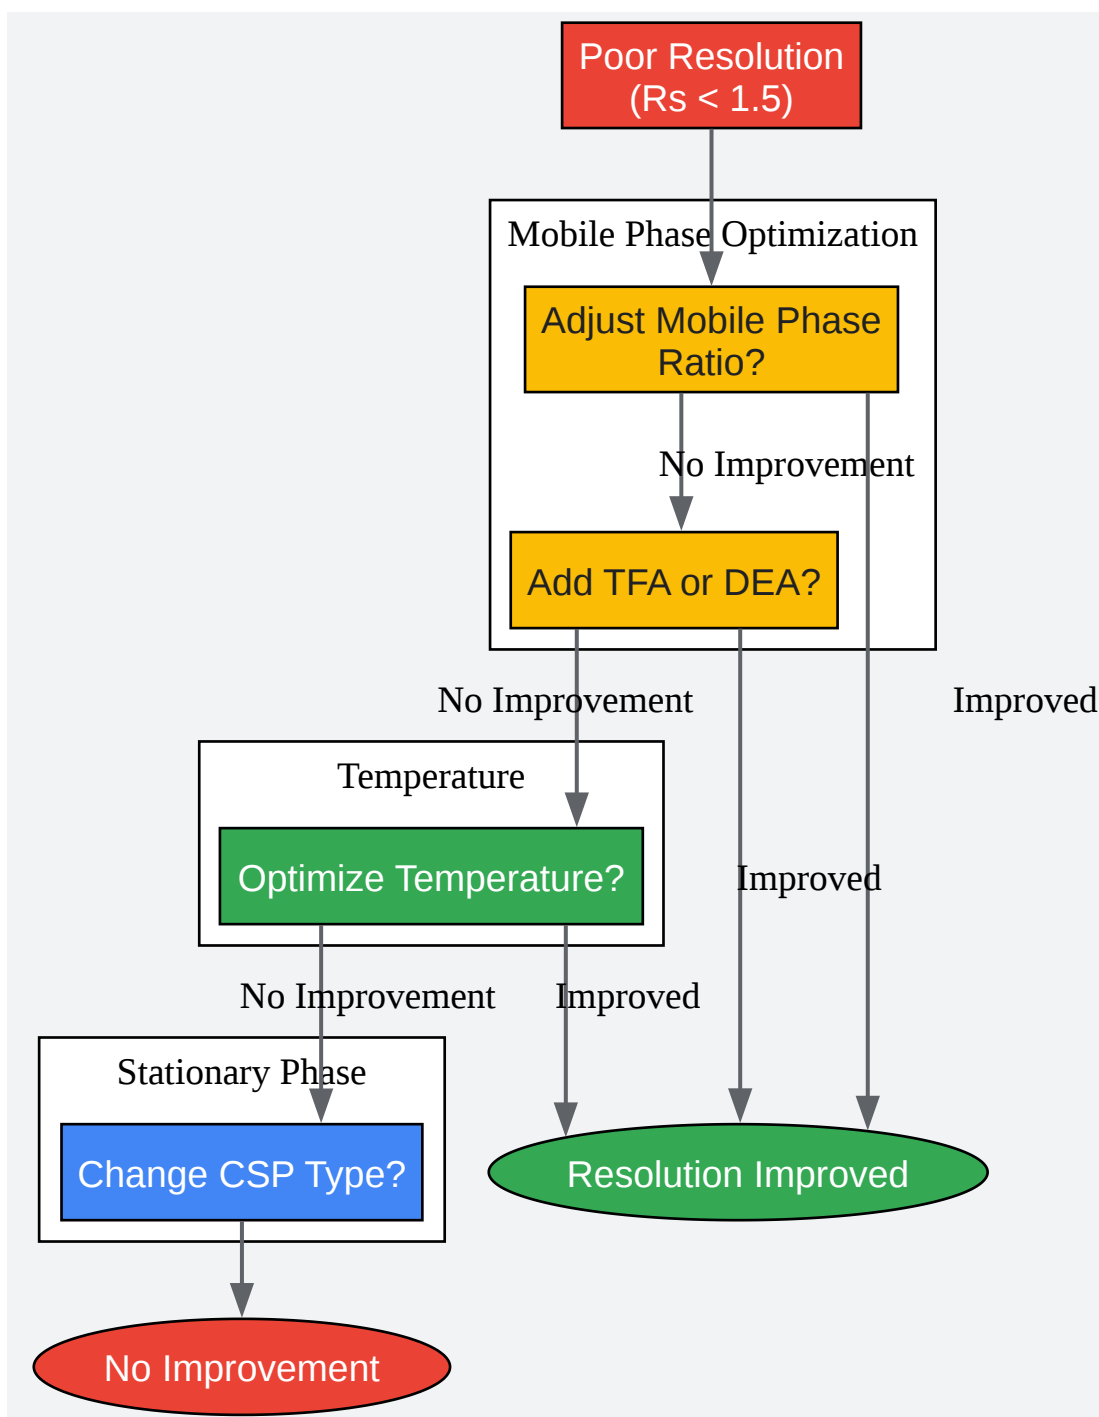 Poor Resolution
(Rs < 1.5)
Mobile Phase Optimization
Adjust Mobile Phase
Ratio?
No Improvement
Add TFA or DEA?
No Improvement
Improved
Temperature
Optimize Temperature?
Improved
No Improvement
Improved
Stationary Phase
Change CSP Type?
Resolution Improved
No Improvement